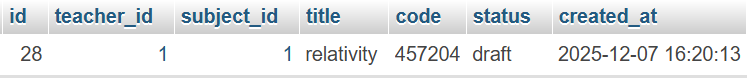 id teacher_id subject_id title code status created_at
28 1 1 relativity 457204 draft 2025-12-07 16:20:13